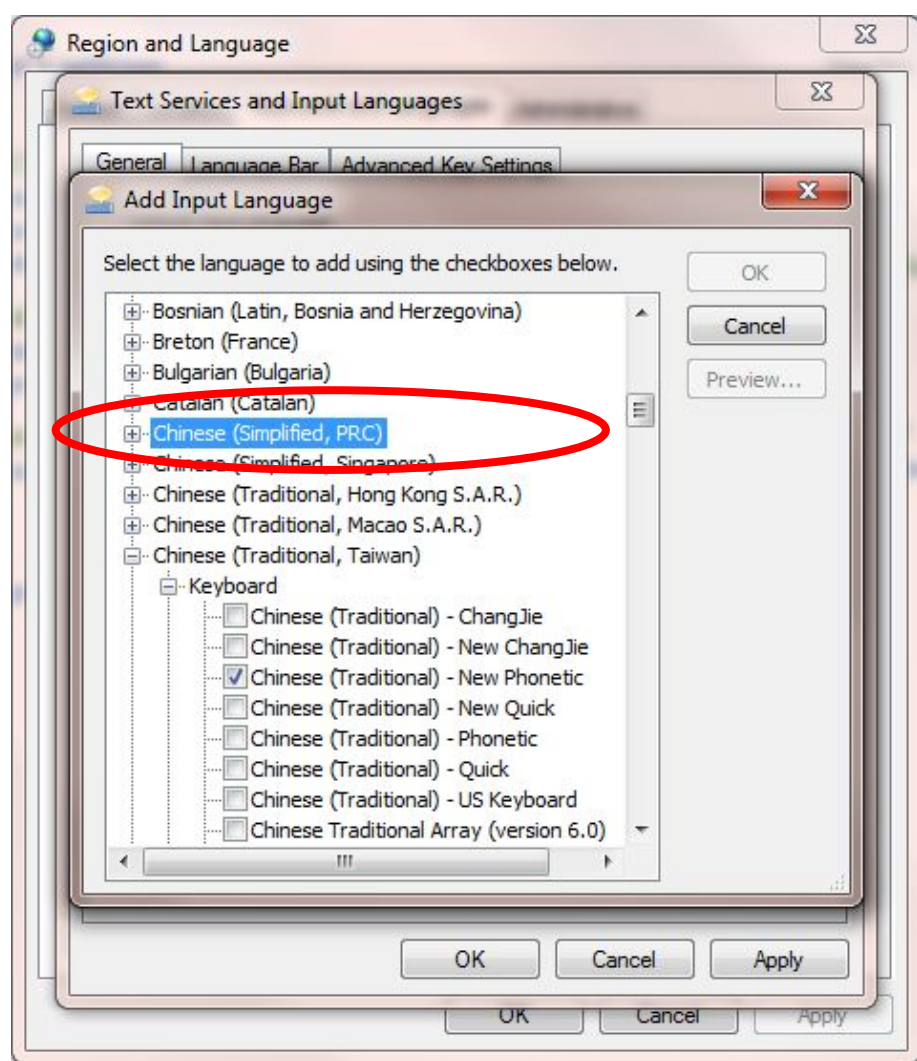 Region and Language
Text Services and Input Languages
General Language Bar Advanced Key Settings
Add Input Language
Select the language to add using the checkboxes below.
OK
Cancel
Preview...
Bosnian (Latin, Bosnia and Herzegovina)
Breton (France)
Bulgarian (Bulgaria)
Catalan (Catalan)
Chinese (Simplified, PRC)
Chinese (Simplified, Singapore)
Chinese (Traditional, Hong Kong S.A.R.)
Chinese (Traditional, Macao S.A.R.)
Chinese (Traditional, Taiwan)
Keyboard
Chinese (Traditional) - ChangJie
Chinese (Traditional) - New ChangJie
Chinese (Traditional) - New Phonetic
Chinese (Traditional) - New Quick
Chinese (Traditional) - Phonetic
Chinese (Traditional) - Quick
Chinese (Traditional) - US Keyboard
Chinese Traditional Array (version 6.0)
OK Cancel Apply
OK Cancel Apply